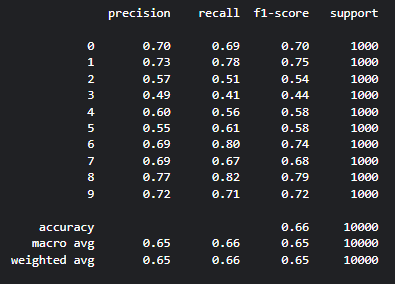 precision recall f1-score support
0 0.70 0.69 0.70 1000
1 0.73 0.78 0.75 1000
2 0.57 0.51 0.54 1000
3 0.49 0.41 0.44 1000
4 0.60 0.56 0.58 1000
5 0.55 0.61 0.58 1000
6 0.69 0.80 0.74 1000
7 0.69 0.67 0.68 1000
8 0.77 0.82 0.79 1000
9 0.72 0.71 0.72 1000
accuracy 0.66 10000
macro avg 0.65 0.66 0.65 10000
weighted avg 0.65 0.66 0.65 10000